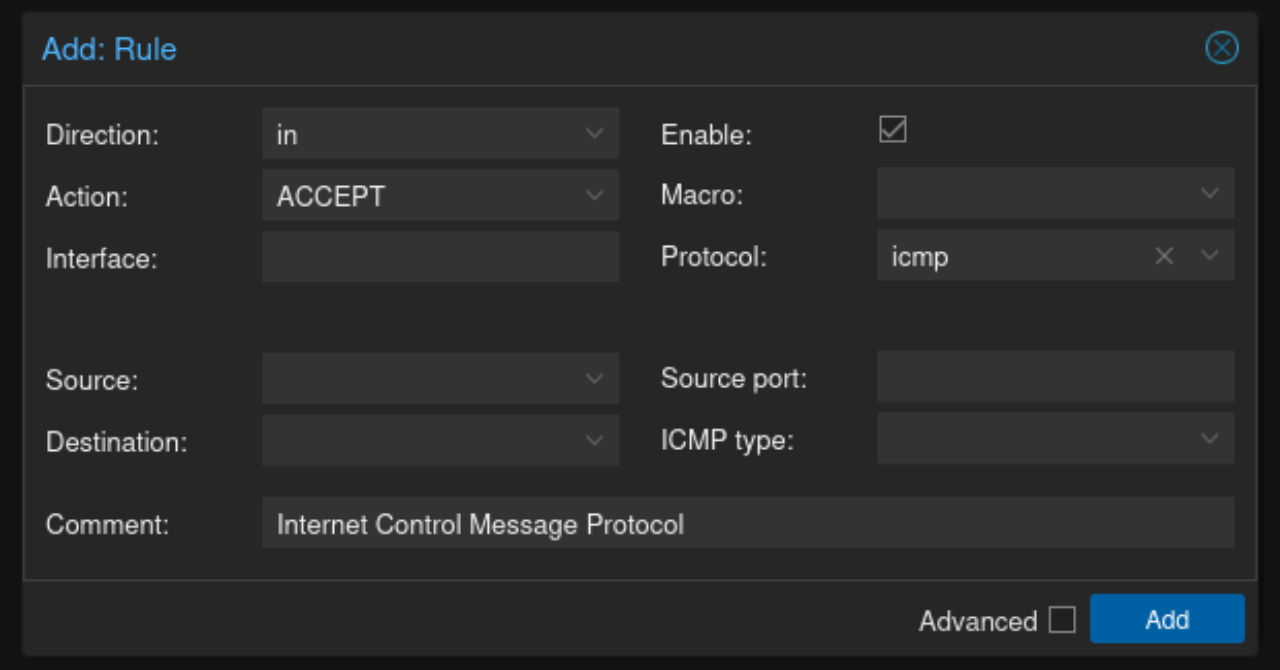 Add: Rule
Direction: in Enable:
Action: ACCEPT Macro:
Interface: Protocol: icmp
Source: Source port:
Destination: ICMP type:
Comment: Internet Control Message Protocol
Advanced Add